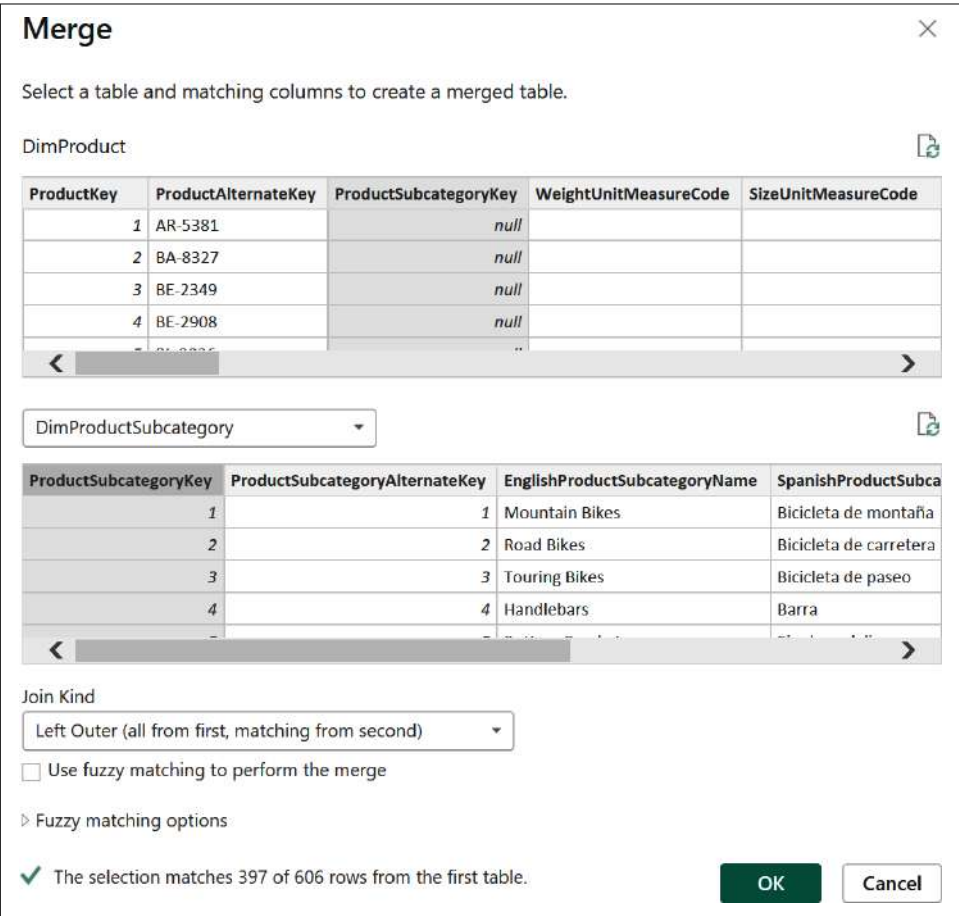 Merge
Select a table and matching columns to create a merged table.
DimProduct
ProductKey ProductAlternateKey ProductSubcategoryKey WeightUnitMeasureCode SizeUnitMeasureCode
1 AR-5381 null
2 BA-8327 null
3 BE-2349 null
4 BE-2908 null
DimProductSubcategory
ProductSubcategoryKey ProductSubcategoryAlternateKey EnglishProductSubcategoryName SpanishProductSubca
1 1 Mountain Bikes Bicicleta de montaña
2 2 Road Bikes Bicicleta de carretera
3 3 Touring Bikes Bicicleta de paseo
4 4 Handlebars Barra
Join Kind
Left Outer (all from first, matching from second)
Use fuzzy matching to perform the merge
Fuzzy matching options
The selection matches 397 of 606 rows from the first table.
OK Cancel